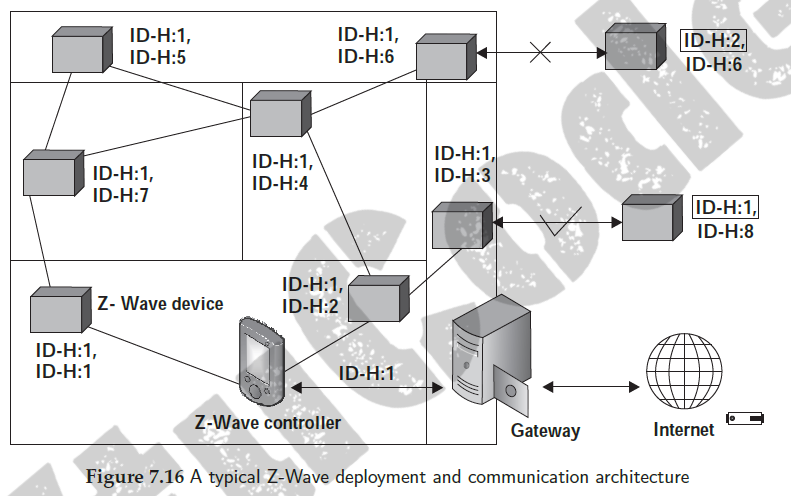 ID-H:1,
ID-H:5
ID-H:1,
ID-H:6
ID-H:2,
ID-H:6
ID-H:1,
ID-H:7
ID-H:1,
ID-H:4
ID-H:1,
ID-H:3
ID-H:1,
ID-H:8
ID-H:1,
ID-H:2
Z- Wave device
ID-H:1,
ID-H:1
ID-H:1
Z-Wave controller
Gateway
Internet
Figure 7.16 A typical Z-Wave deployment and communication architecture